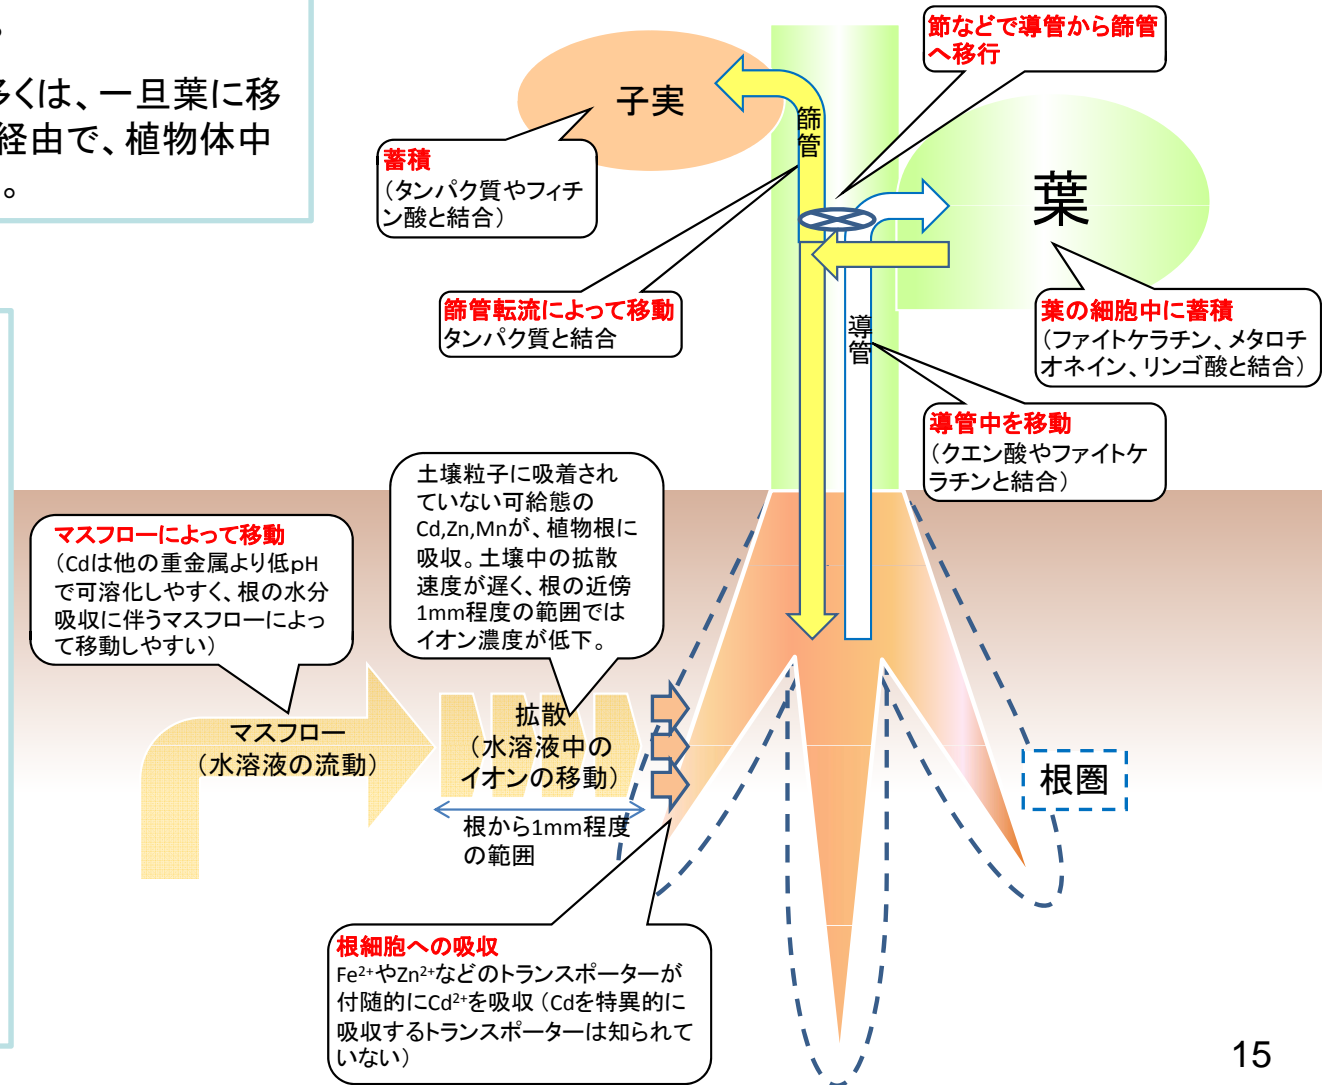 。
多くは、一旦葉に移
経由で、植物体中
。
節などで導管から篩管
へ移行
子実
蓄積
（タンパク質やフィチ
ン酸と結合）
篩管
葉
篩管転流によって移動
タンパク質と結合
導管
葉の細胞中に蓄積
（ファイトケラチン、メタロチ
オネイン、リンゴ酸と結合）
導管中を移動
（クエン酸やファイトケ
ラチンと結合）
マスフローによって移動
（Cdは他の重金属より低pH
で可溶化しやすく、根の水分
吸収に伴うマスフローによっ
て移動しやすい）
土壌粒子に吸着され
ていない可給態の
Cd,Zn,Mnが、植物根に
吸収。土壌中の拡散
速度が遅く、根の近傍
1mm程度の範囲では
イオン濃度が低下。
マスフロー
（水溶液の流動）
拡散
（水溶液中の
イオンの移動）
根から1mm程度
の範囲
根圏
根細胞への吸収
Fe²⁺やZn²⁺などのトランスポーターが
付随的にCd²⁺を吸収（Cdを特異的に
吸収するトランスポーターは知られて
いない）
15